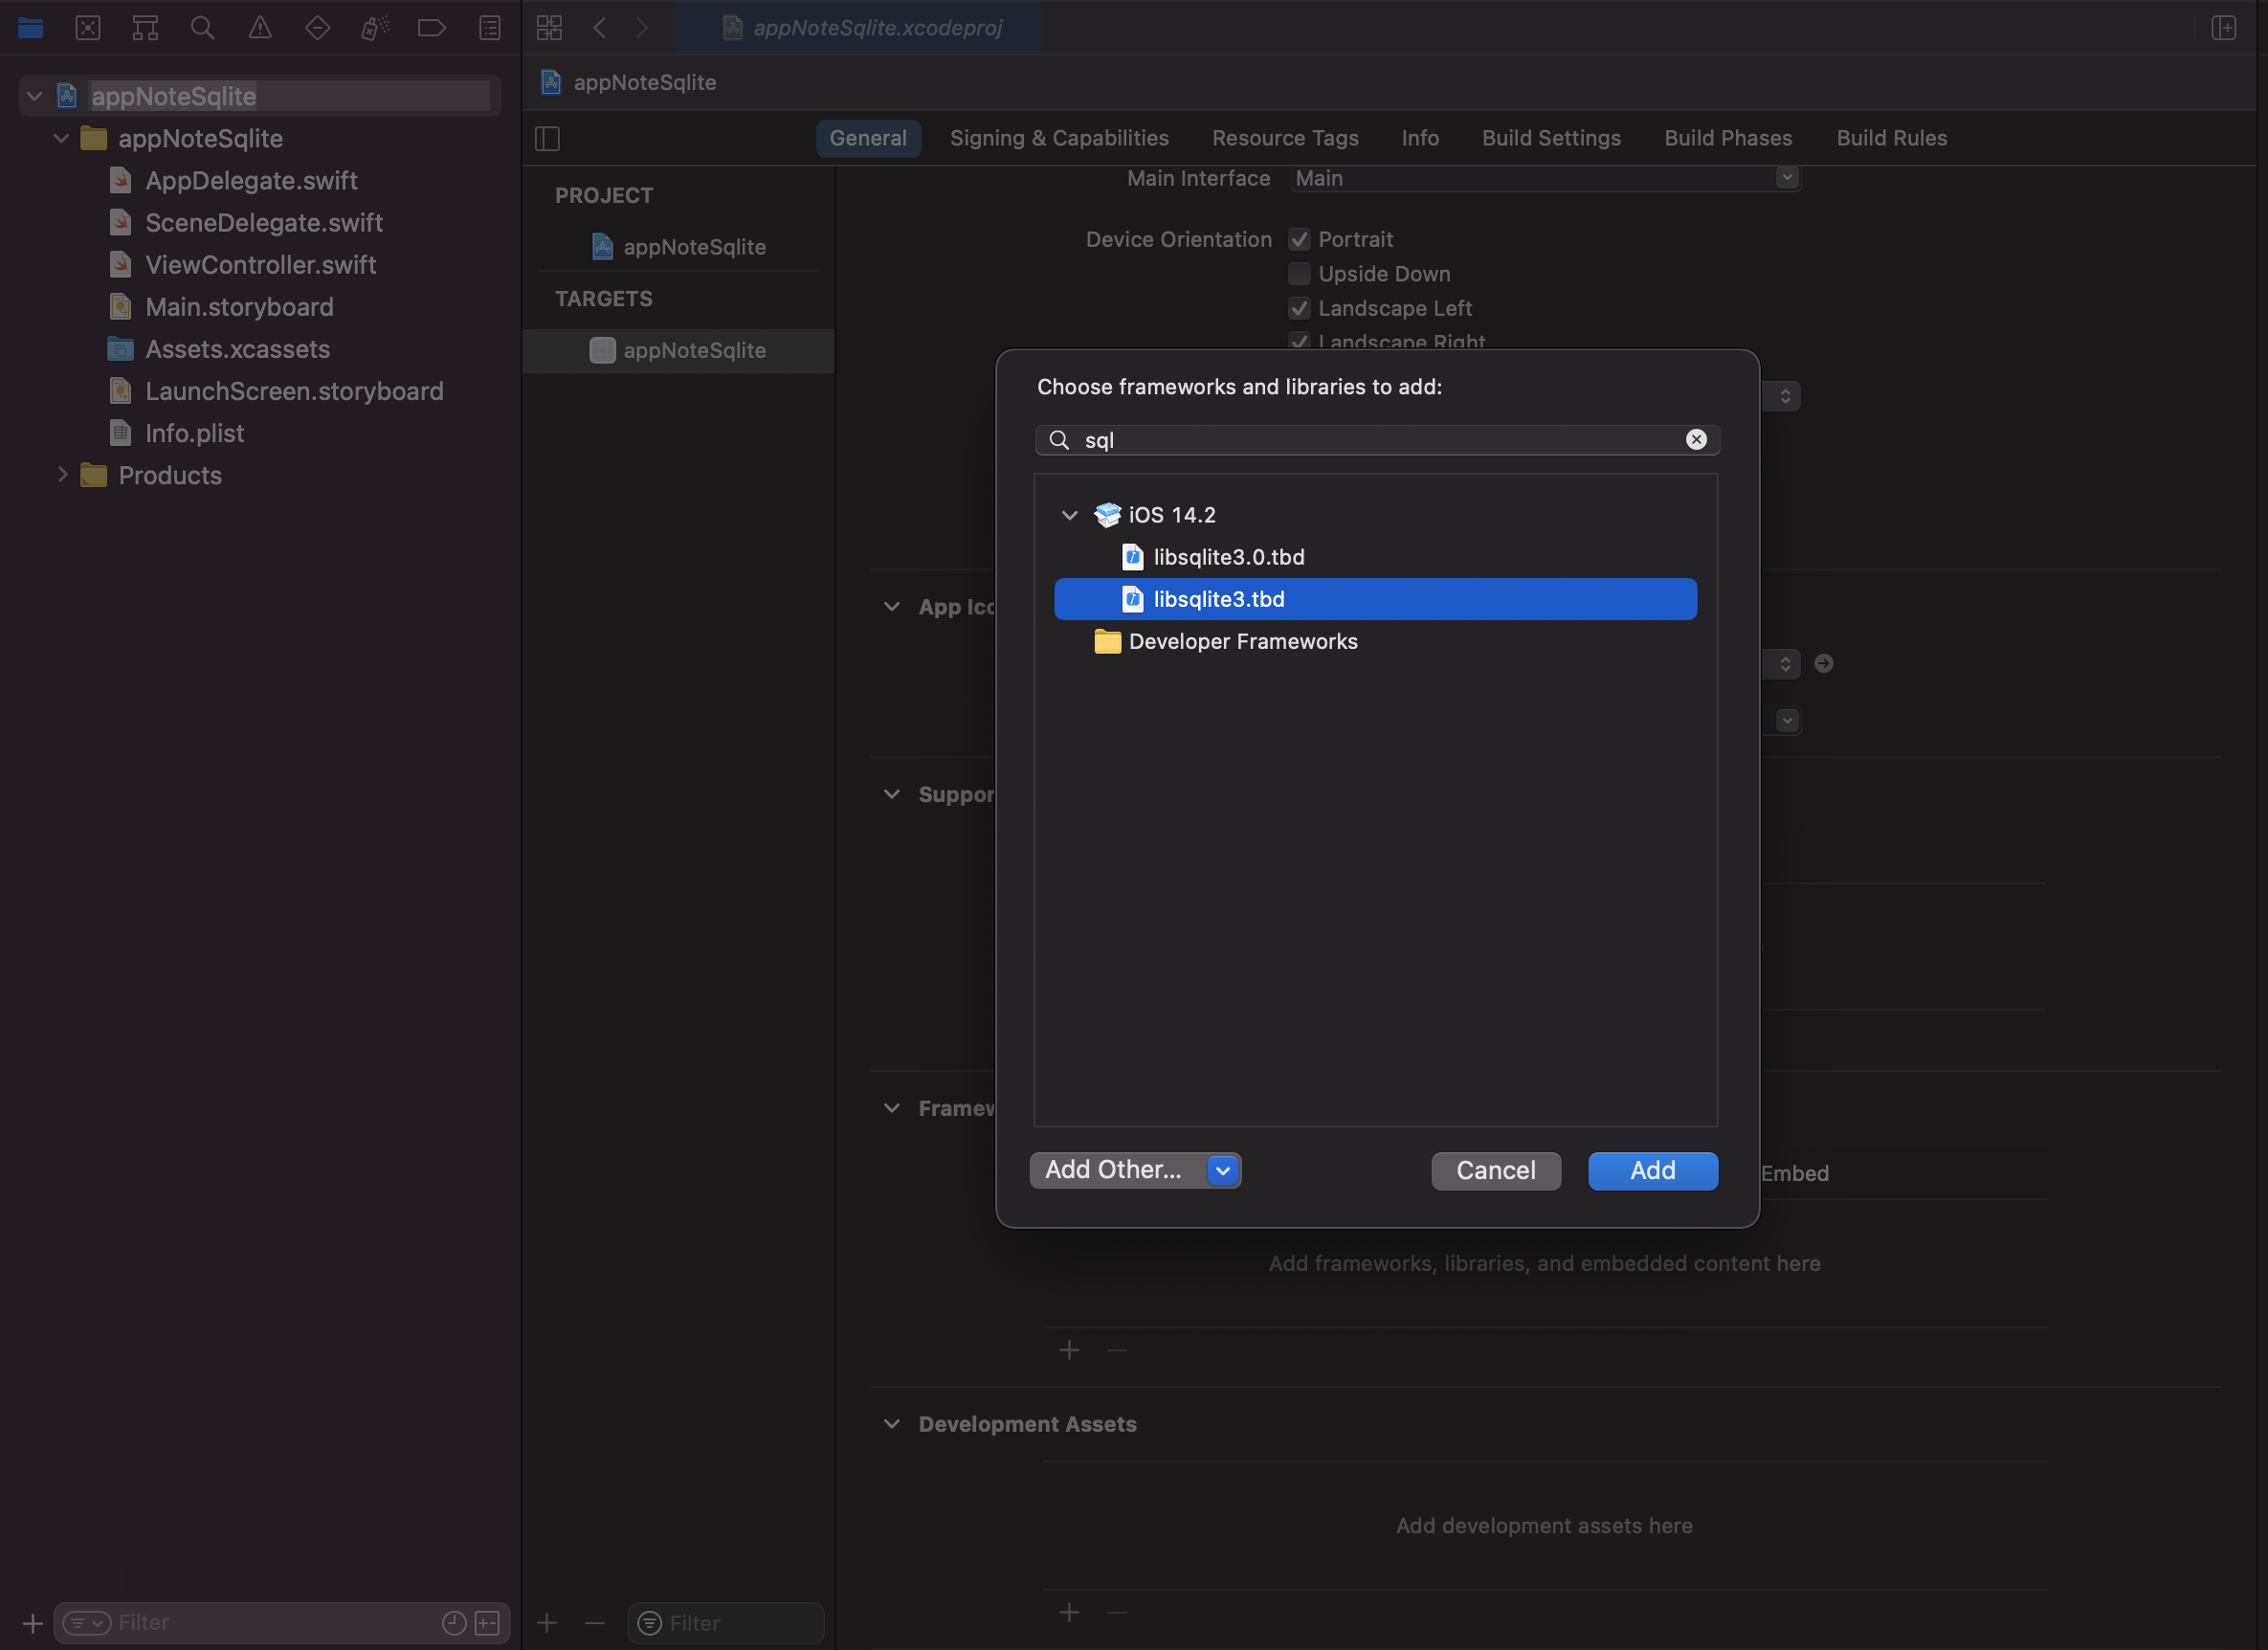 appNoteSqlite.xcodeproj
appNoteSqlite
appNoteSqlite
AppDelegate.swift
SceneDelegate.swift
ViewController.swift
Main.storyboard
Assets.xcassets
LaunchScreen.storyboard
Info.plist
Products
Filter
appNoteSqlite
General
Signing & Capabilities
Resource Tags
Info
Build Settings
Build Phases
Build Rules
PROJECT
appNoteSqlite
TARGETS
appNoteSqlite
Filter
Main Interface
Main
Device Orientation
Portrait
Upside Down
Landscape Left
Landscape Right
App Ico
Suppor
Framew
Embed
Add frameworks, libraries, and embedded content here
Development Assets
Add development assets here
Choose frameworks and libraries to add:
sql
iOS 14.2
libsqlite3.0.tbd
libsqlite3.tbd
Developer Frameworks
Add Other...
Cancel
Add